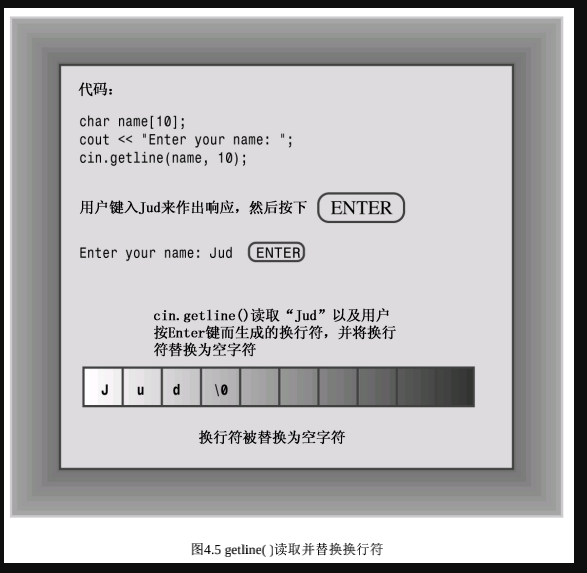 代码：
char name[10];
cout << "Enter your name: ";
cin.getline(name, 10);
用户键入Jud来作出响应，然后按下 ENTER
Enter your name: Jud ENTER
cin.getline()读取“Jud”以及用户
按Enter键而生成的换行符，并将换行
符替换为空字符
J u d \0
换行符被替换为空字符
图4.5 getline( )读取并替换换行符